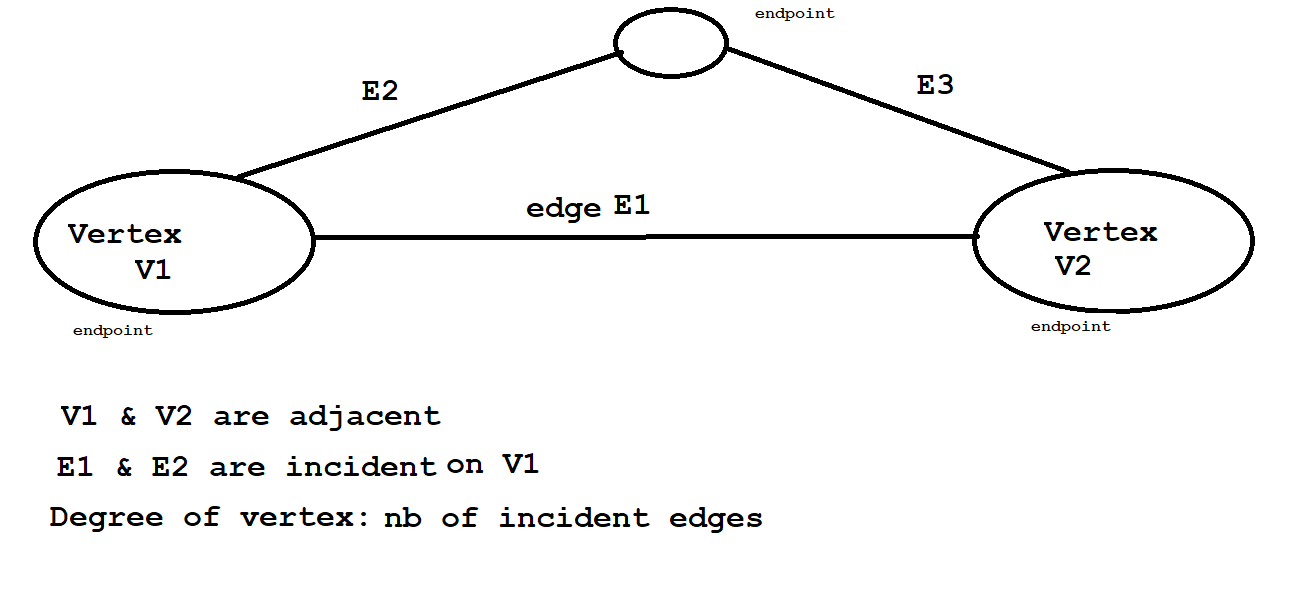 endpoint
E2
E3
edge E1
Vertex
V1
Vertex
V2
endpoint
endpoint
V1 & V2 are adjacent
E1 & E2 are incident on V1
Degree of vertex: nb of incident edges